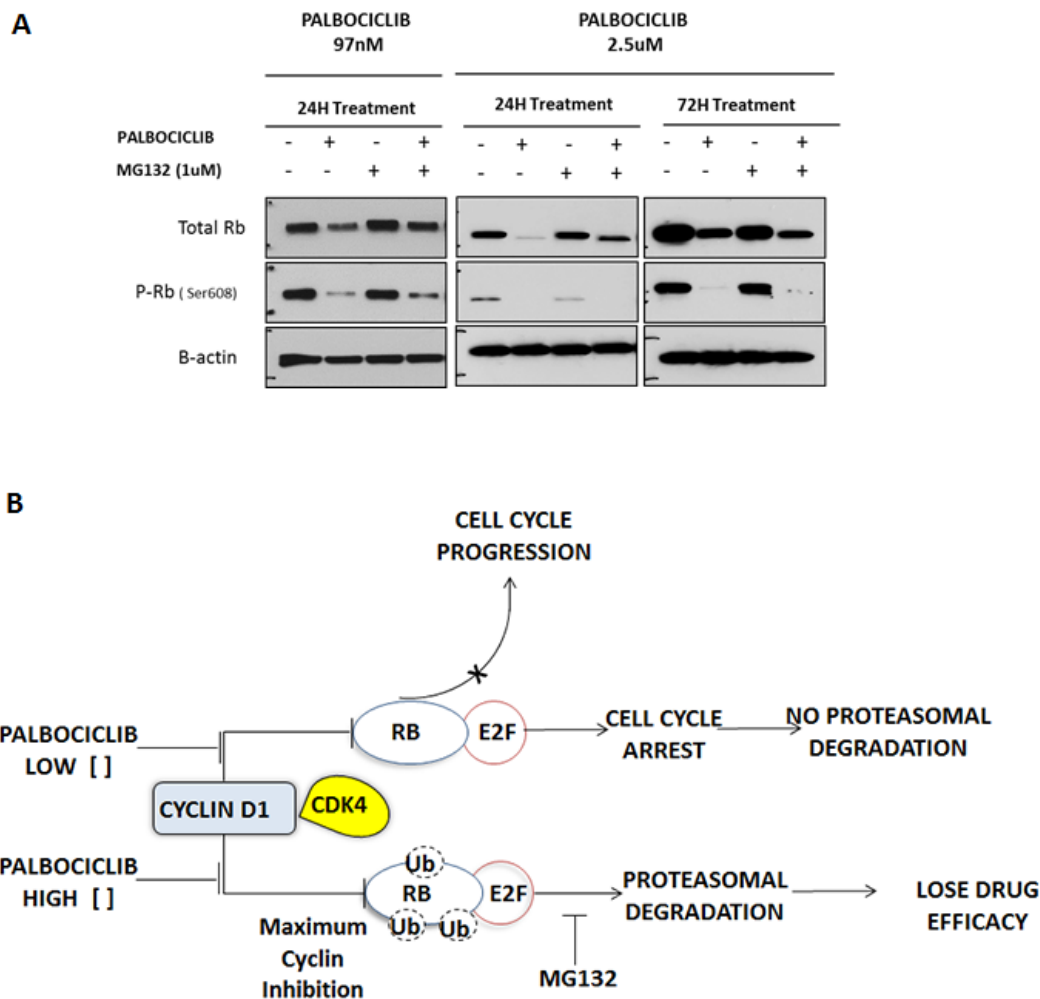 A
PALBOCICLIB
97nM
PALBOCICLIB
2.5uM
24H Treatment
24H Treatment
72H Treatment
PALBOCICLIB - + - + - + - + - + - +
MG132 (1uM) - - + + - - + + - - + +
Total Rb
P-Rb ( Ser608)
B-actin
B
CELL CYCLE
PROGRESSION
PALBOCICLIB
LOW [ ]
RB
E2F
CELL CYCLE
ARREST
NO PROTEASOMAL
DEGRADATION
CYCLIN D1
CDK4
PALBOCICLIB
HIGH [ ]
Ub
RB
Ub
Ub
E2F
PROTEASOMAL
DEGRADATION
LOSE DRUG
EFFICACY
Maximum
Cyclin
Inhibition
MG132